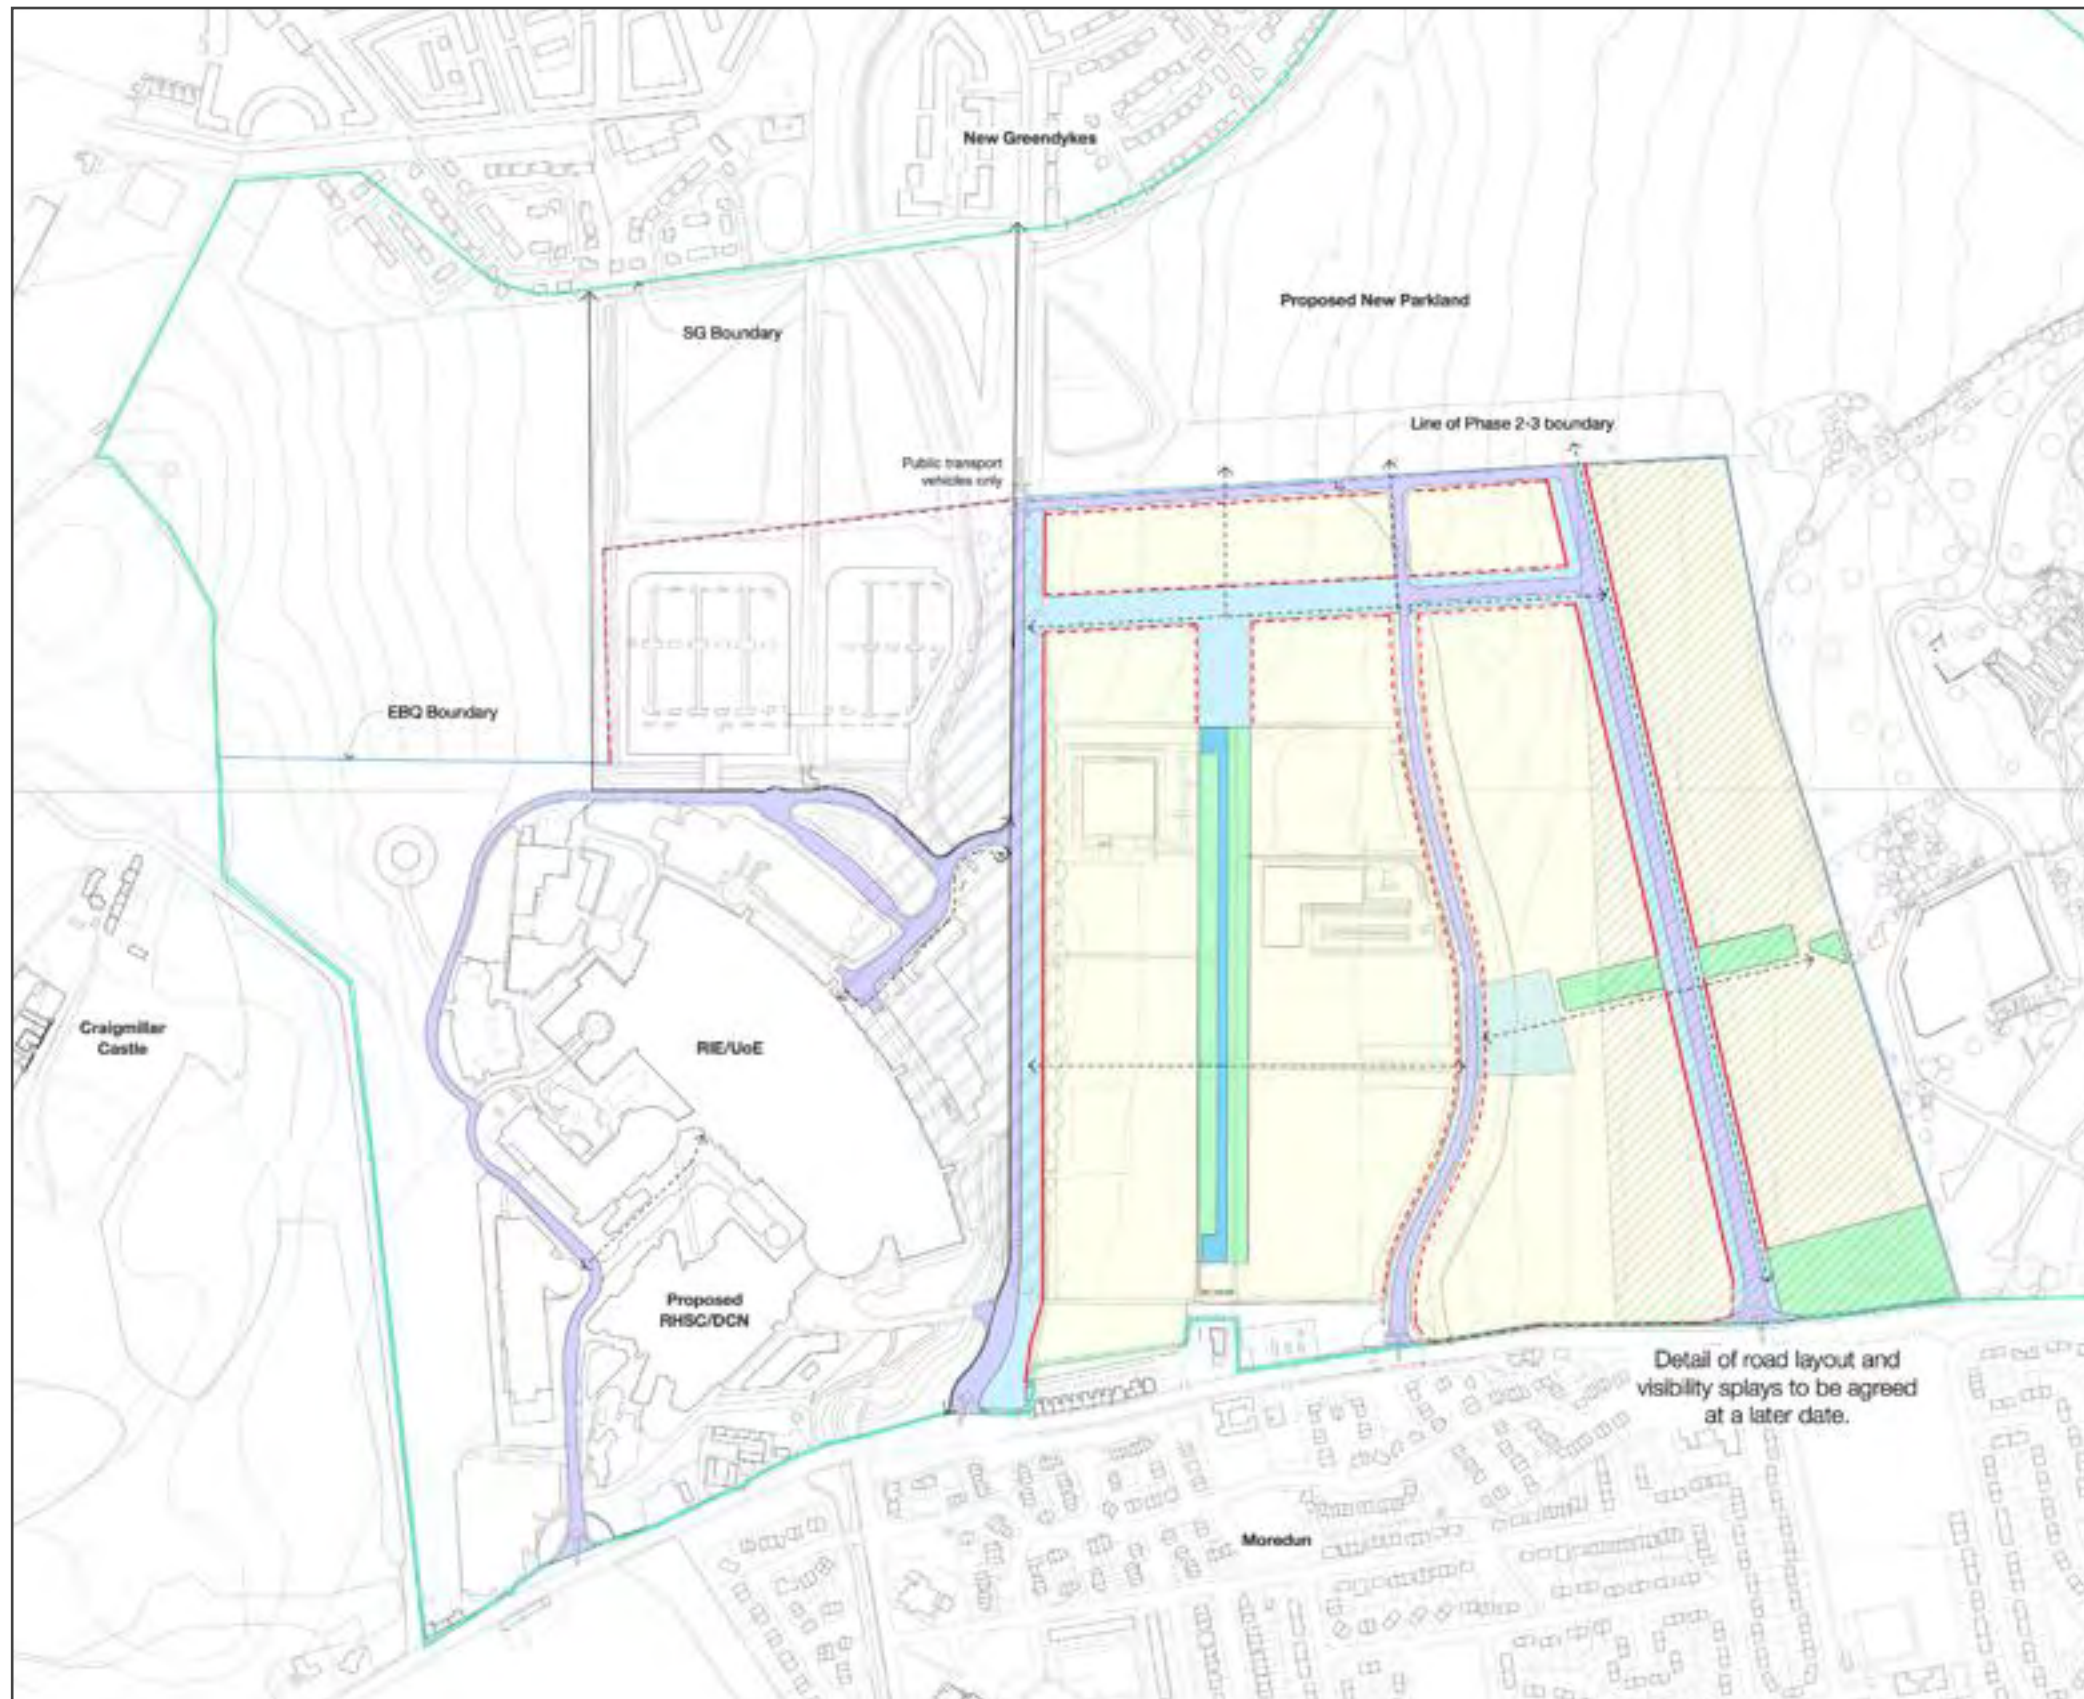 New Greendykes
Proposed New Parkland
SG Boundary
Line of Phase 2-3 boundary
Public transport
vehicles only
EBQ Boundary
Craigmillar
Castle
RIE/UoE
Proposed
RHSC/DCN
Detail of road layout and
visibility splays to be agreed
at a later date.
Moredun